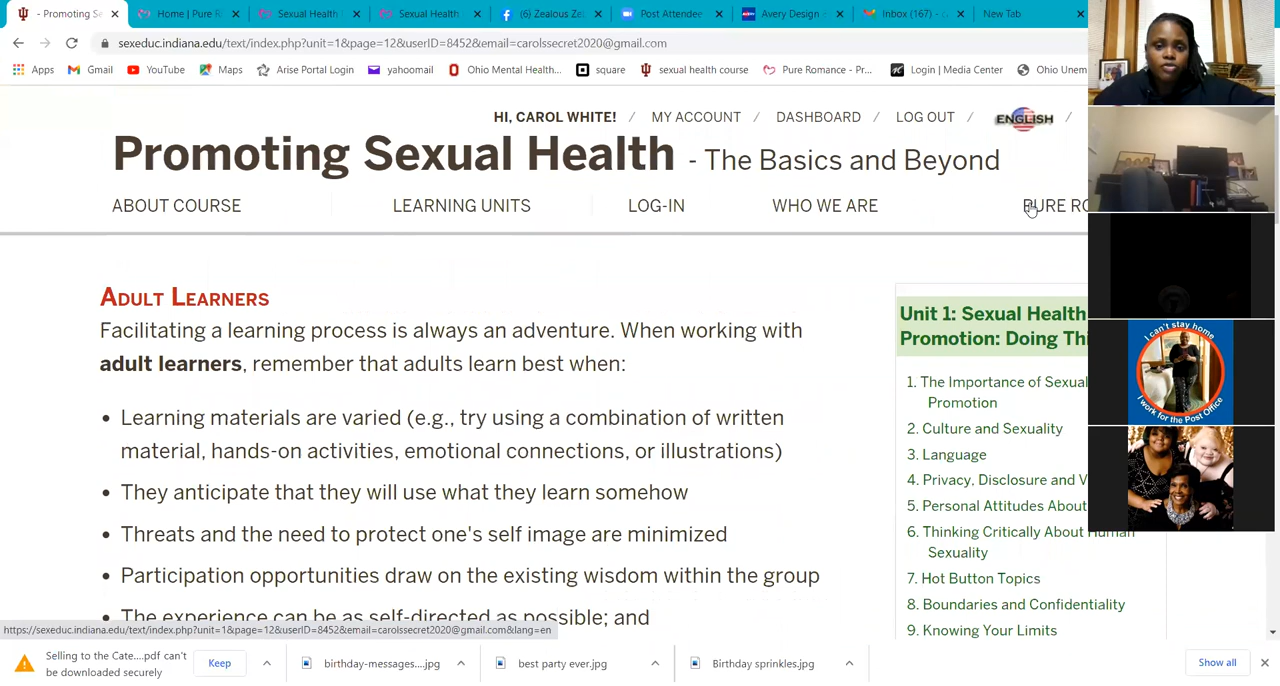 - Promoting Se
Home | Pure R
Sexual Health
Sexual Health
(6) Zealous Zel
Post Attendee
Avery Design
Inbox (167) -
New Tab
sexeduc.indiana.edu/text/index.php?unit=1&page=12&userID=8452&email=carolssecret2020@gmail.com
Apps
Gmail
YouTube
Maps
Arise Portal Login
yahoomail
Ohio Mental Health...
square
sexual health course
Pure Romance - Pr...
Login | Media Center
Ohio Unem
HI, CAROL WHITE! / MY ACCOUNT / DASHBOARD / LOG OUT / ENGLISH /
Promoting Sexual Health - The Basics and Beyond
ABOUT COURSE
LEARNING UNITS
LOG-IN
WHO WE ARE
PURE RO
ADULT LEARNERS
Facilitating a learning process is always an adventure. When working with
adult learners, remember that adults learn best when:
• Learning materials are varied (e.g., try using a combination of written
material, hands-on activities, emotional connections, or illustrations)
• They anticipate that they will use what they learn somehow
• Threats and the need to protect one's self image are minimized
• Participation opportunities draw on the existing wisdom within the group
• The experience can be as self-directed as possible; and
Unit 1: Sexual Health
Promotion: Doing Thi
1. The Importance of Sexual
Promotion
2. Culture and Sexuality
3. Language
4. Privacy, Disclosure and V
5. Personal Attitudes About
6. Thinking Critically About Human
Sexuality
7. Hot Button Topics
8. Boundaries and Confidentiality
9. Knowing Your Limits
I can't stay home
I work for the Post Office
https://sexeduc.indiana.edu/text/index.php?unit=1&page=12&userID=8452&email=carolssecret2020@gmail.com&lang=en
Selling to the Cate....pdf can't
be downloaded securely
Keep
birthday-messages....jpg
best party ever.jpg
Birthday sprinkles.jpg
Show all